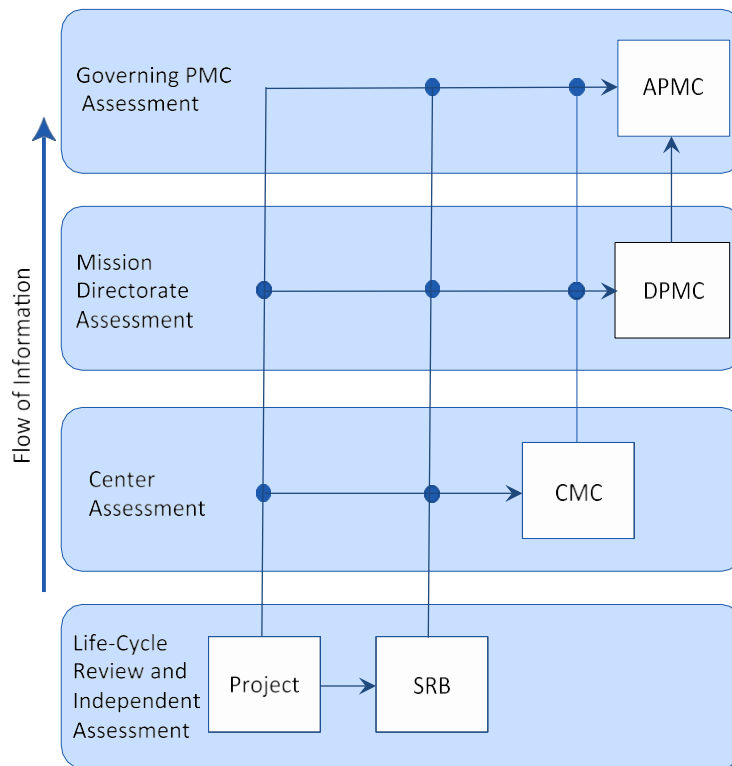 Governing PMC
Assessment
APMC
Mission
Directorate
Assessment
DPMC
Flow of Information
Center
Assessment
CMC
Life-Cycle
Review and
Independent
Assessment
Project
SRB